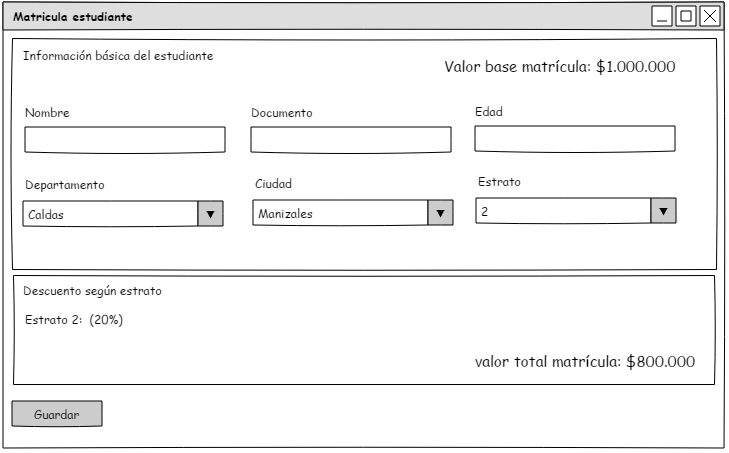 Matricula estudiante
Información básica del estudiante
Valor base matrícula: $1.000.000
Nombre
Documento
Edad
Departamento
Ciudad
Estrato
Caldas
Manizales
2
Descuento según estrato
Estrato 2: (20%)
valor total matrícula: $800.000
Guardar